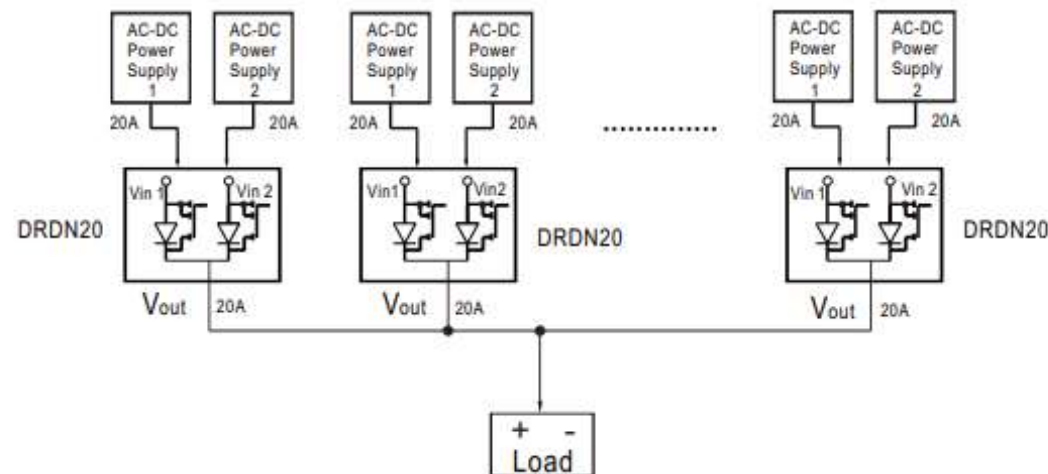 AC-DC
Power
Supply
1
AC-DC
Power
Supply
2
AC-DC
Power
Supply
1
AC-DC
Power
Supply
2
AC-DC
Power
Supply
1
AC-DC
Power
Supply
2
20A
20A
20A
20A
20A
20A
Vin 1
Vin 2
Vin1
Vin2
Vin 1
Vin 2
DRDN20
DRDN20
DRDN20
Vout
20A
Vout
20A
Vout
20A
+ -
Load